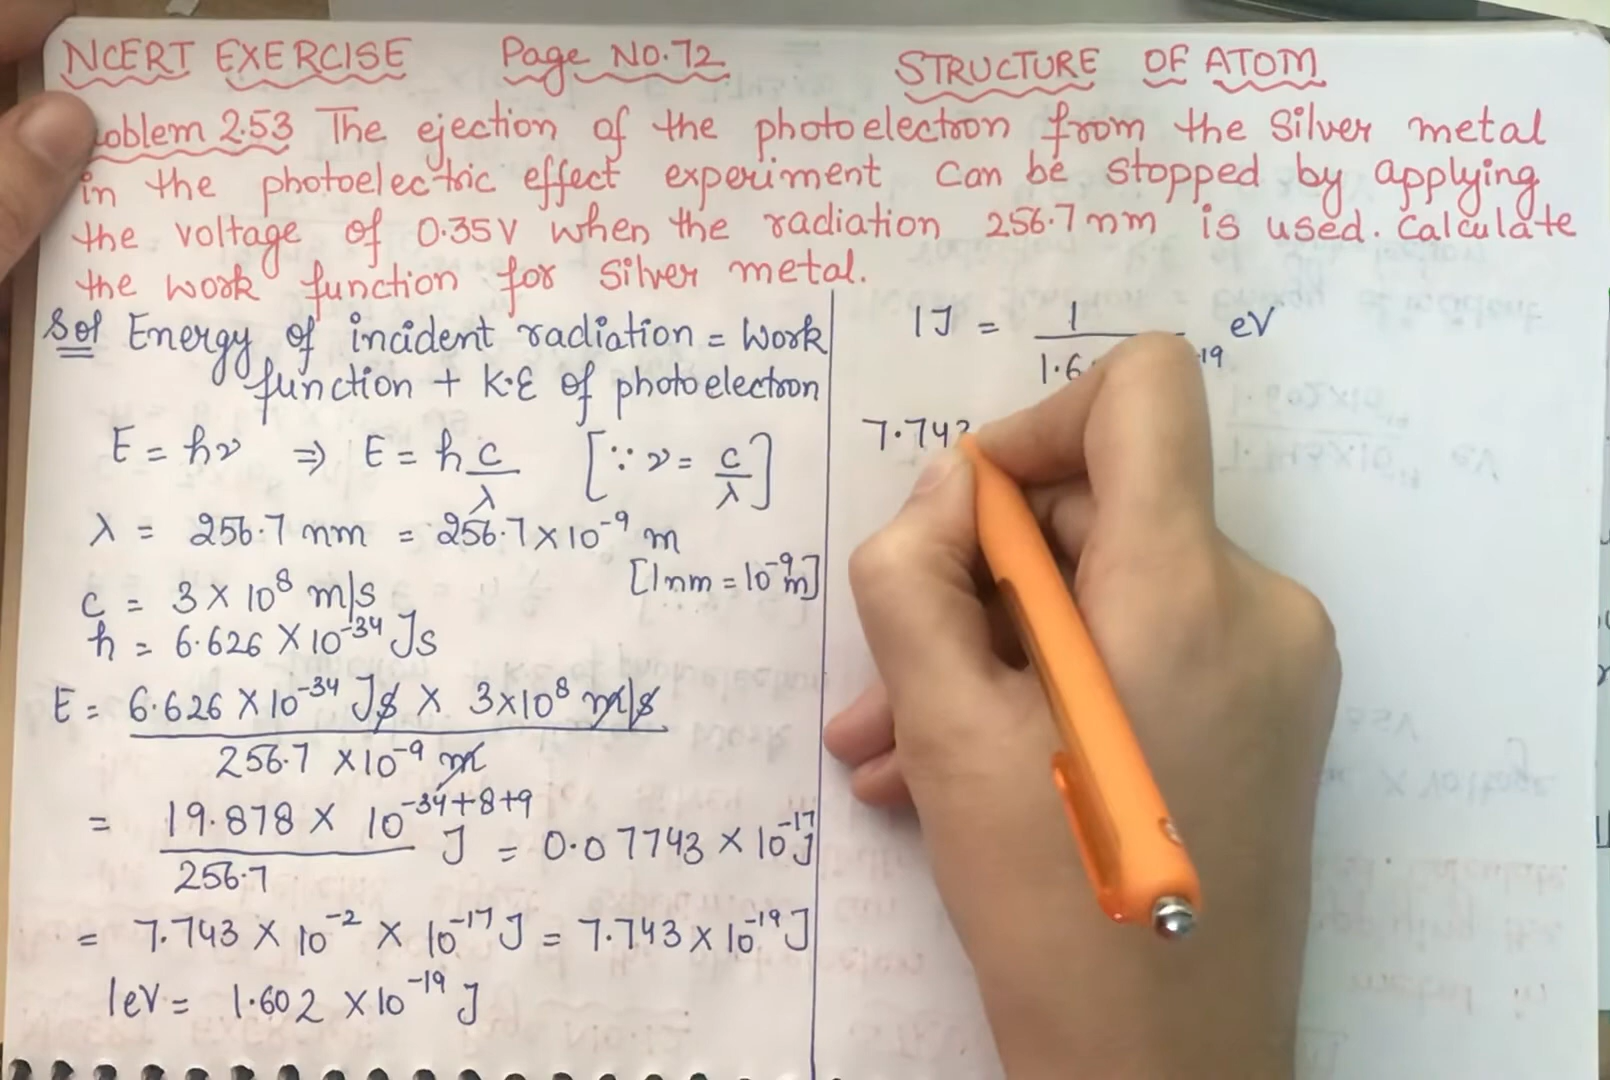 NCERT EXERCISE Page No.72 STRUCTURE OF ATOM
oblem 2.53 The ejection of the photoelectron from the silver metal
in the photoelectric effect experiment can be stopped by applying
the voltage of 0.35V when the radiation 256.7 nm is used. Calculate
the work function for silver metal.
Sol Energy of incident radiation = Work
function + K.E of photoelectron
E = hν ⇒ E = h c/λ [∵ ν = c/λ]
λ = 256.7 nm = 256.7 × 10⁻⁹ m
[1nm = 10⁻⁹ m]
c = 3 × 10⁸ m/s
h = 6.626 × 10⁻³⁴ Js
E = 6.626 × 10⁻³⁴ Js × 3×10⁸ m/s
256.7 × 10⁻⁹ m
= 19.878 × 10⁻³⁴⁺⁸⁺⁹ J = 0.07743 × 10⁻¹⁷ J
256.7
= 7.743 × 10⁻² × 10⁻¹⁷ J = 7.743 × 10⁻¹⁹ J
1eV = 1.602 × 10⁻¹⁹ J
1J = 1 eV
1.6 -19
7.743